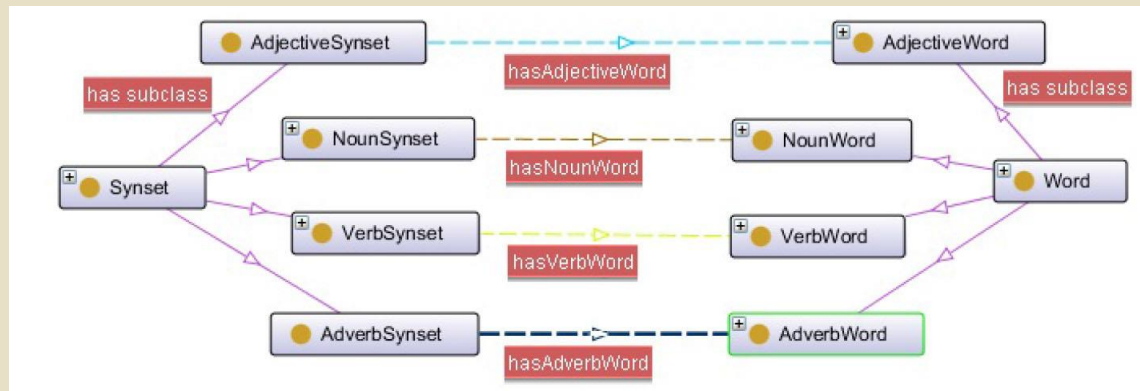 AdjectiveSynset
AdjectiveWord
hasAdjectiveWord
has subclass
has subclass
NounSynset
NounWord
hasNounWord
Synset
Word
VerbSynset
VerbWord
hasVerbWord
AdverbSynset
AdverbWord
hasAdverbWord